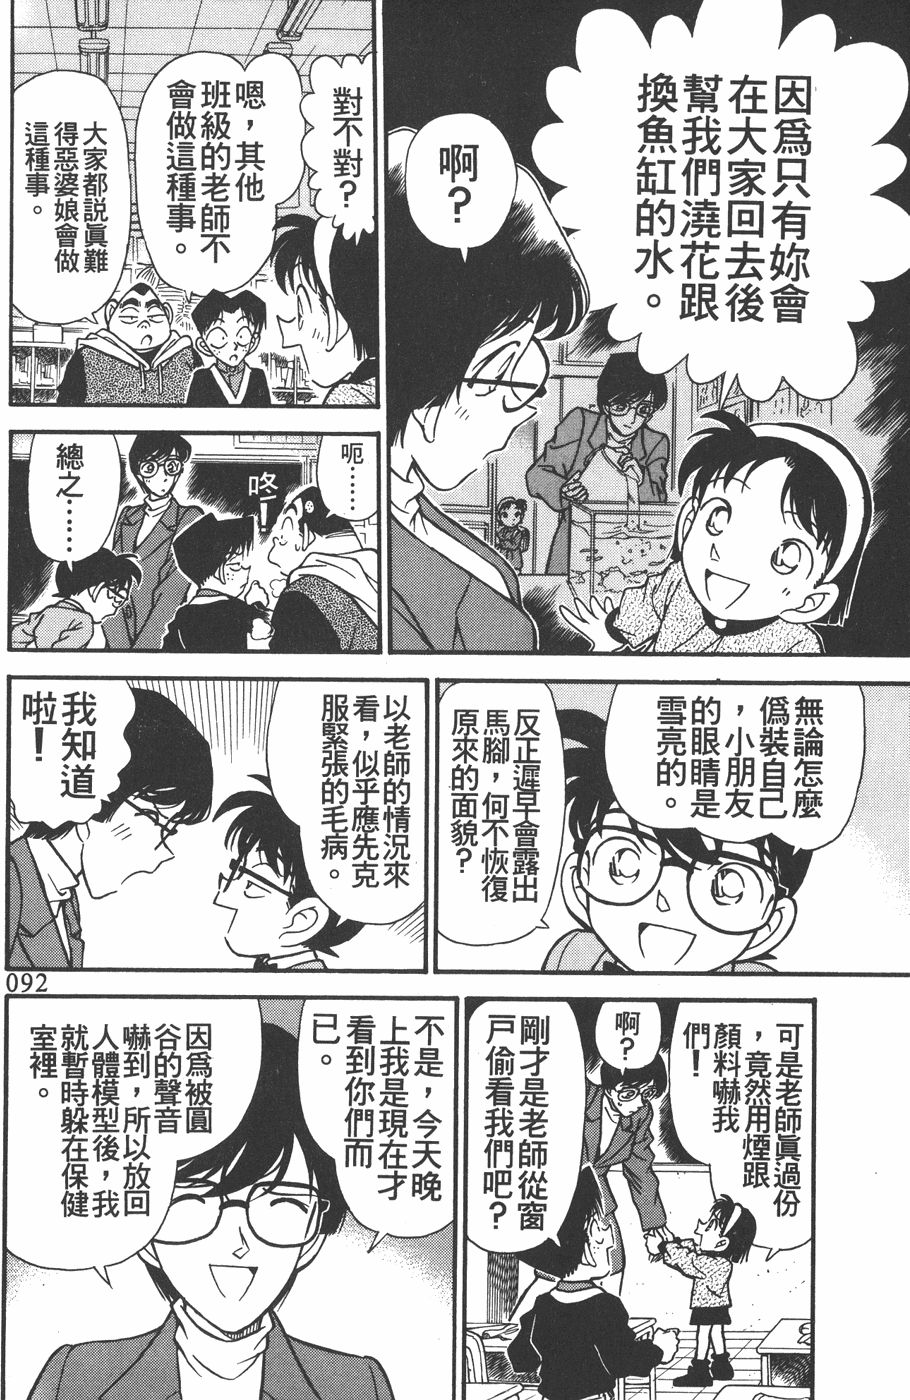 因爲只有妳會
在大家回去後
幫我們澆花跟
換魚缸的水。
啊？
對不對？
嗯，其他
班級的老師不
會做這種事。
大家都說眞難
得惡婆娘會做
這種事。
呃……
咚！
總之……
無論怎麼
僞裝自己
，小朋友
的眼睛是
雪亮的。
反正遲早會露出
馬腳，何不恢復
原來的面貌？
以老師的情況來
看，似乎應先克
服緊張的毛病。
我知道
啦！
092
可是老師眞過份
，竟然用煙跟
顏料嚇我
們！
啊？
剛才是老師從窗
戸偷看我們吧？
不是，今天晚
上我是現在才
看到你們而
已。
因爲被圓
谷的聲音
嚇到，所以放回
人體模型後，我
就暫時躲在保健
室裡。